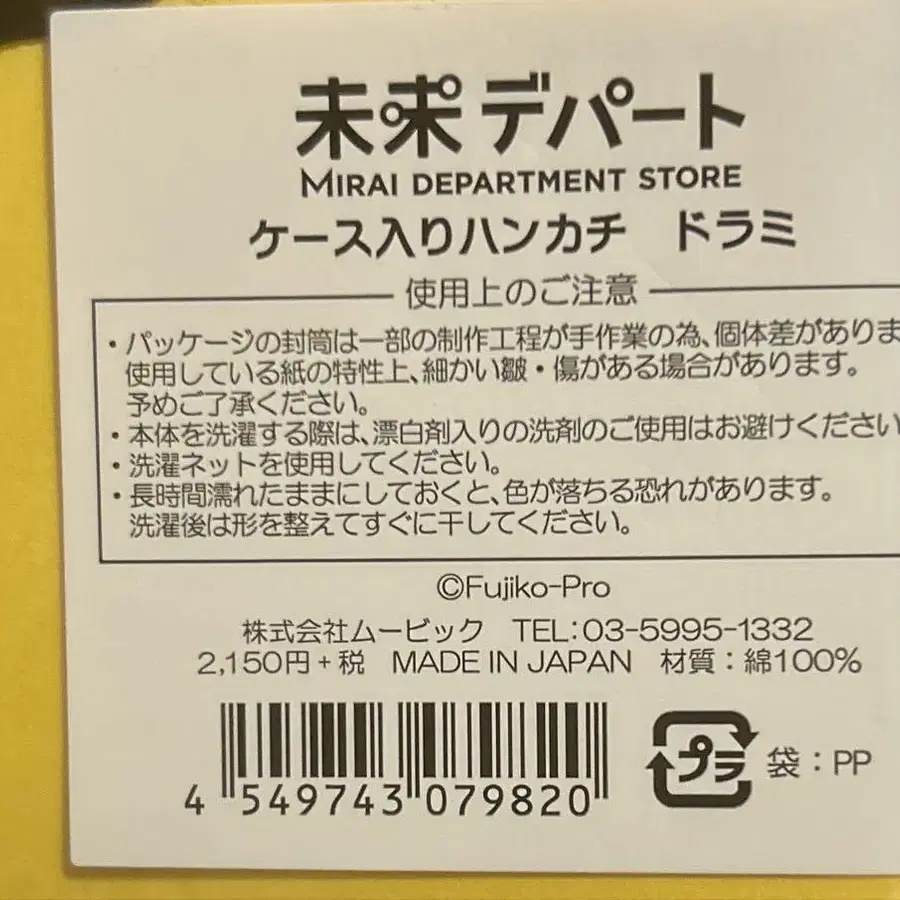 未来デパート
MIRAI DEPARTMENT STORE
ケース入りハンカチ ドラミ
使用上のご注意
・パッケージの封筒は一部の制作工程が手作業の為、個体差がありま
使用している紙の特性上、細かい皺・傷がある場合があります。
予めご了承ください。
・本体を洗濯する際は、漂白剤入りの洗剤のご使用はお避けください
・洗濯ネットを使用してください。
・長時間濡れたままにしておくと、色が落ちる恐れがあります。
洗濯後は形を整えてすぐに干してください。
©Fujiko-Pro
株式会社ムービック TEL:03-5995-1332
2,150円+税 MADE IN JAPAN 材質:綿100%
4 549743 079820
プラ 袋:PP